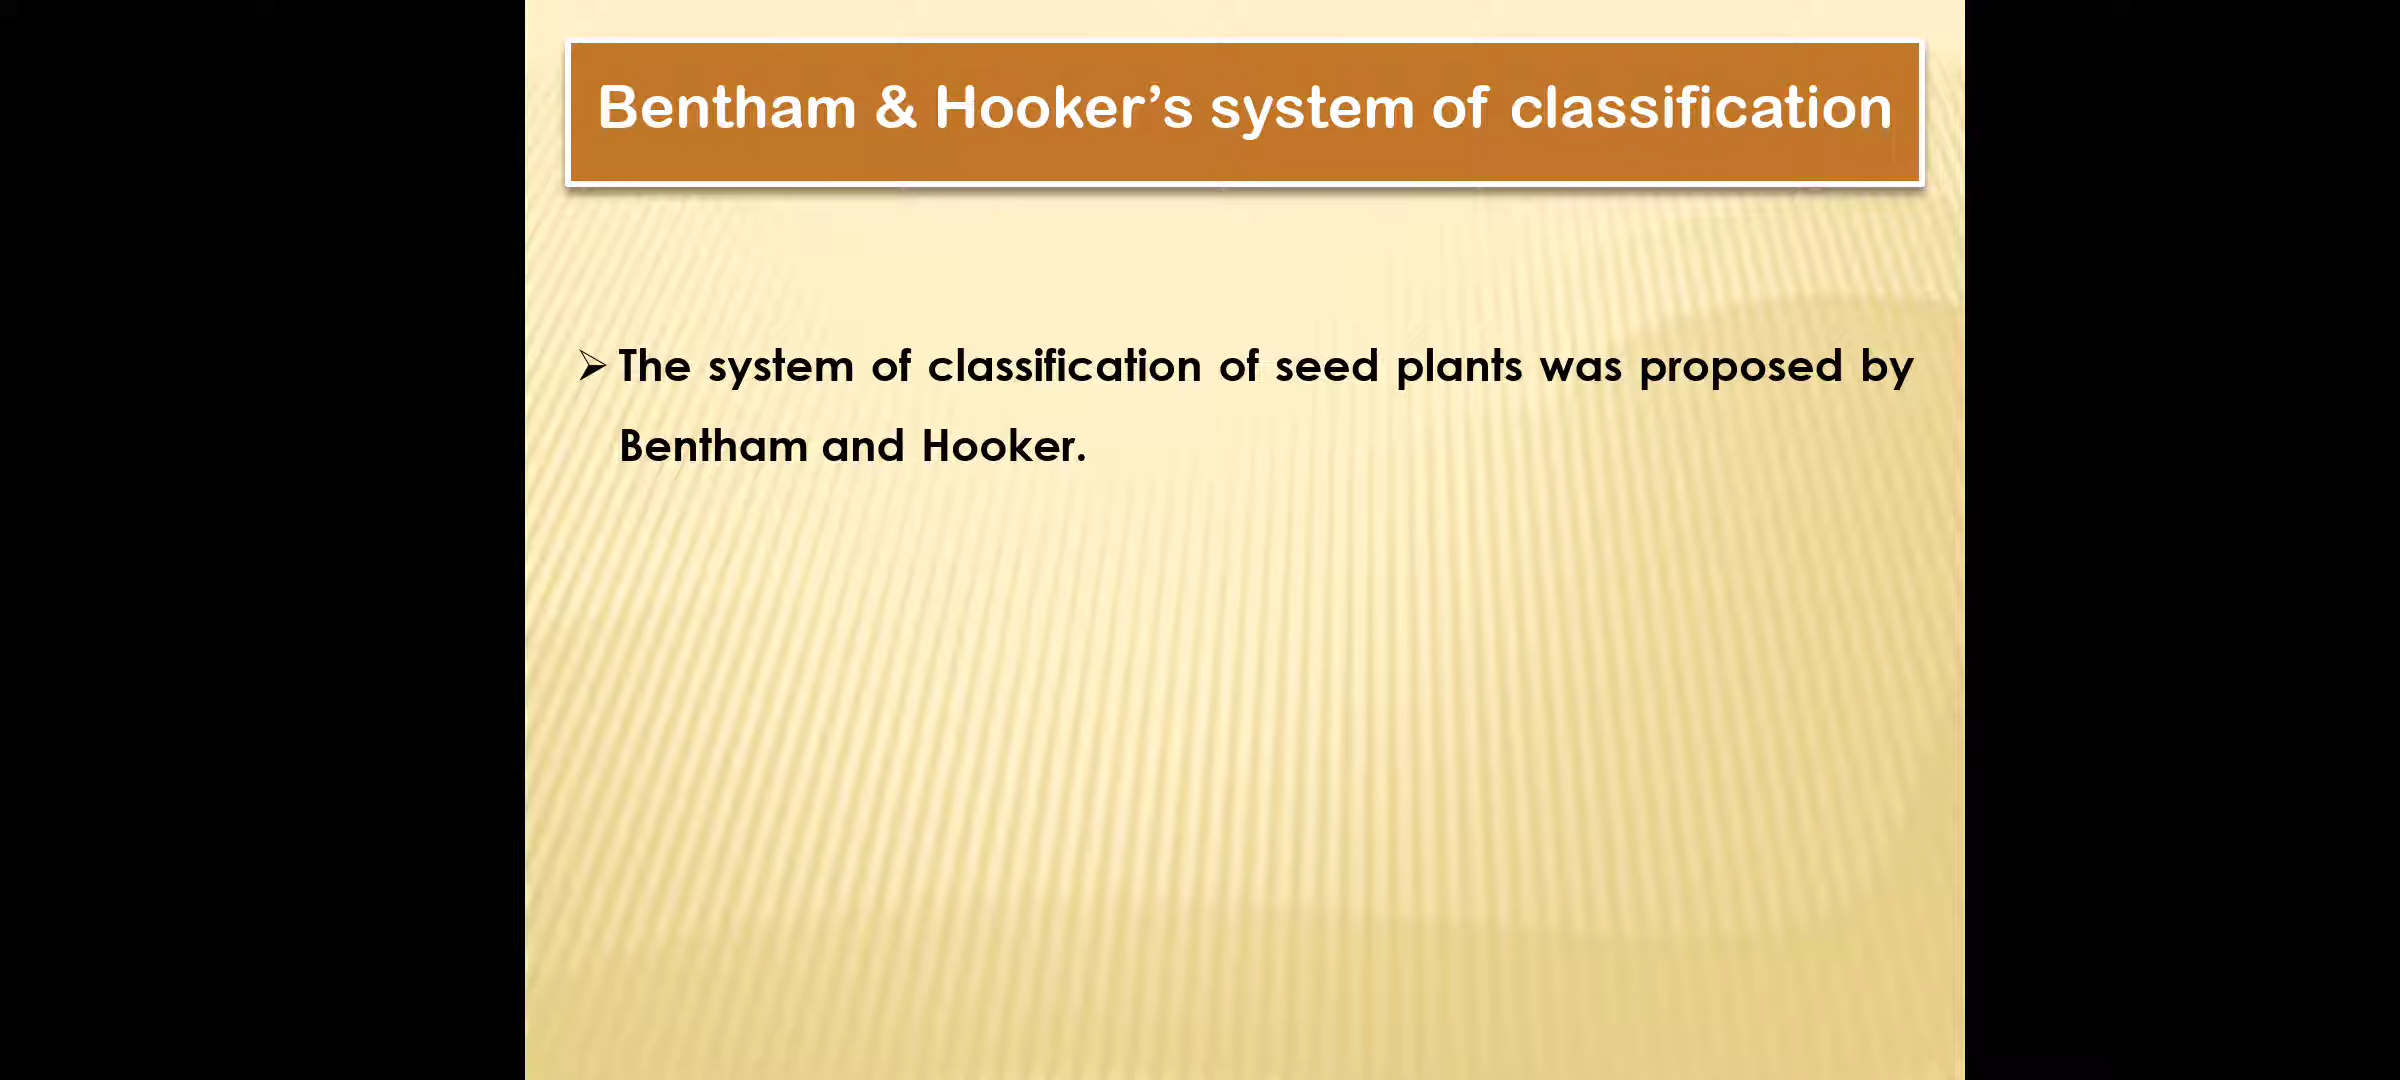 Bentham & Hooker’s system of classification
➢ The system of classification of seed plants was proposed by
Bentham and Hooker.